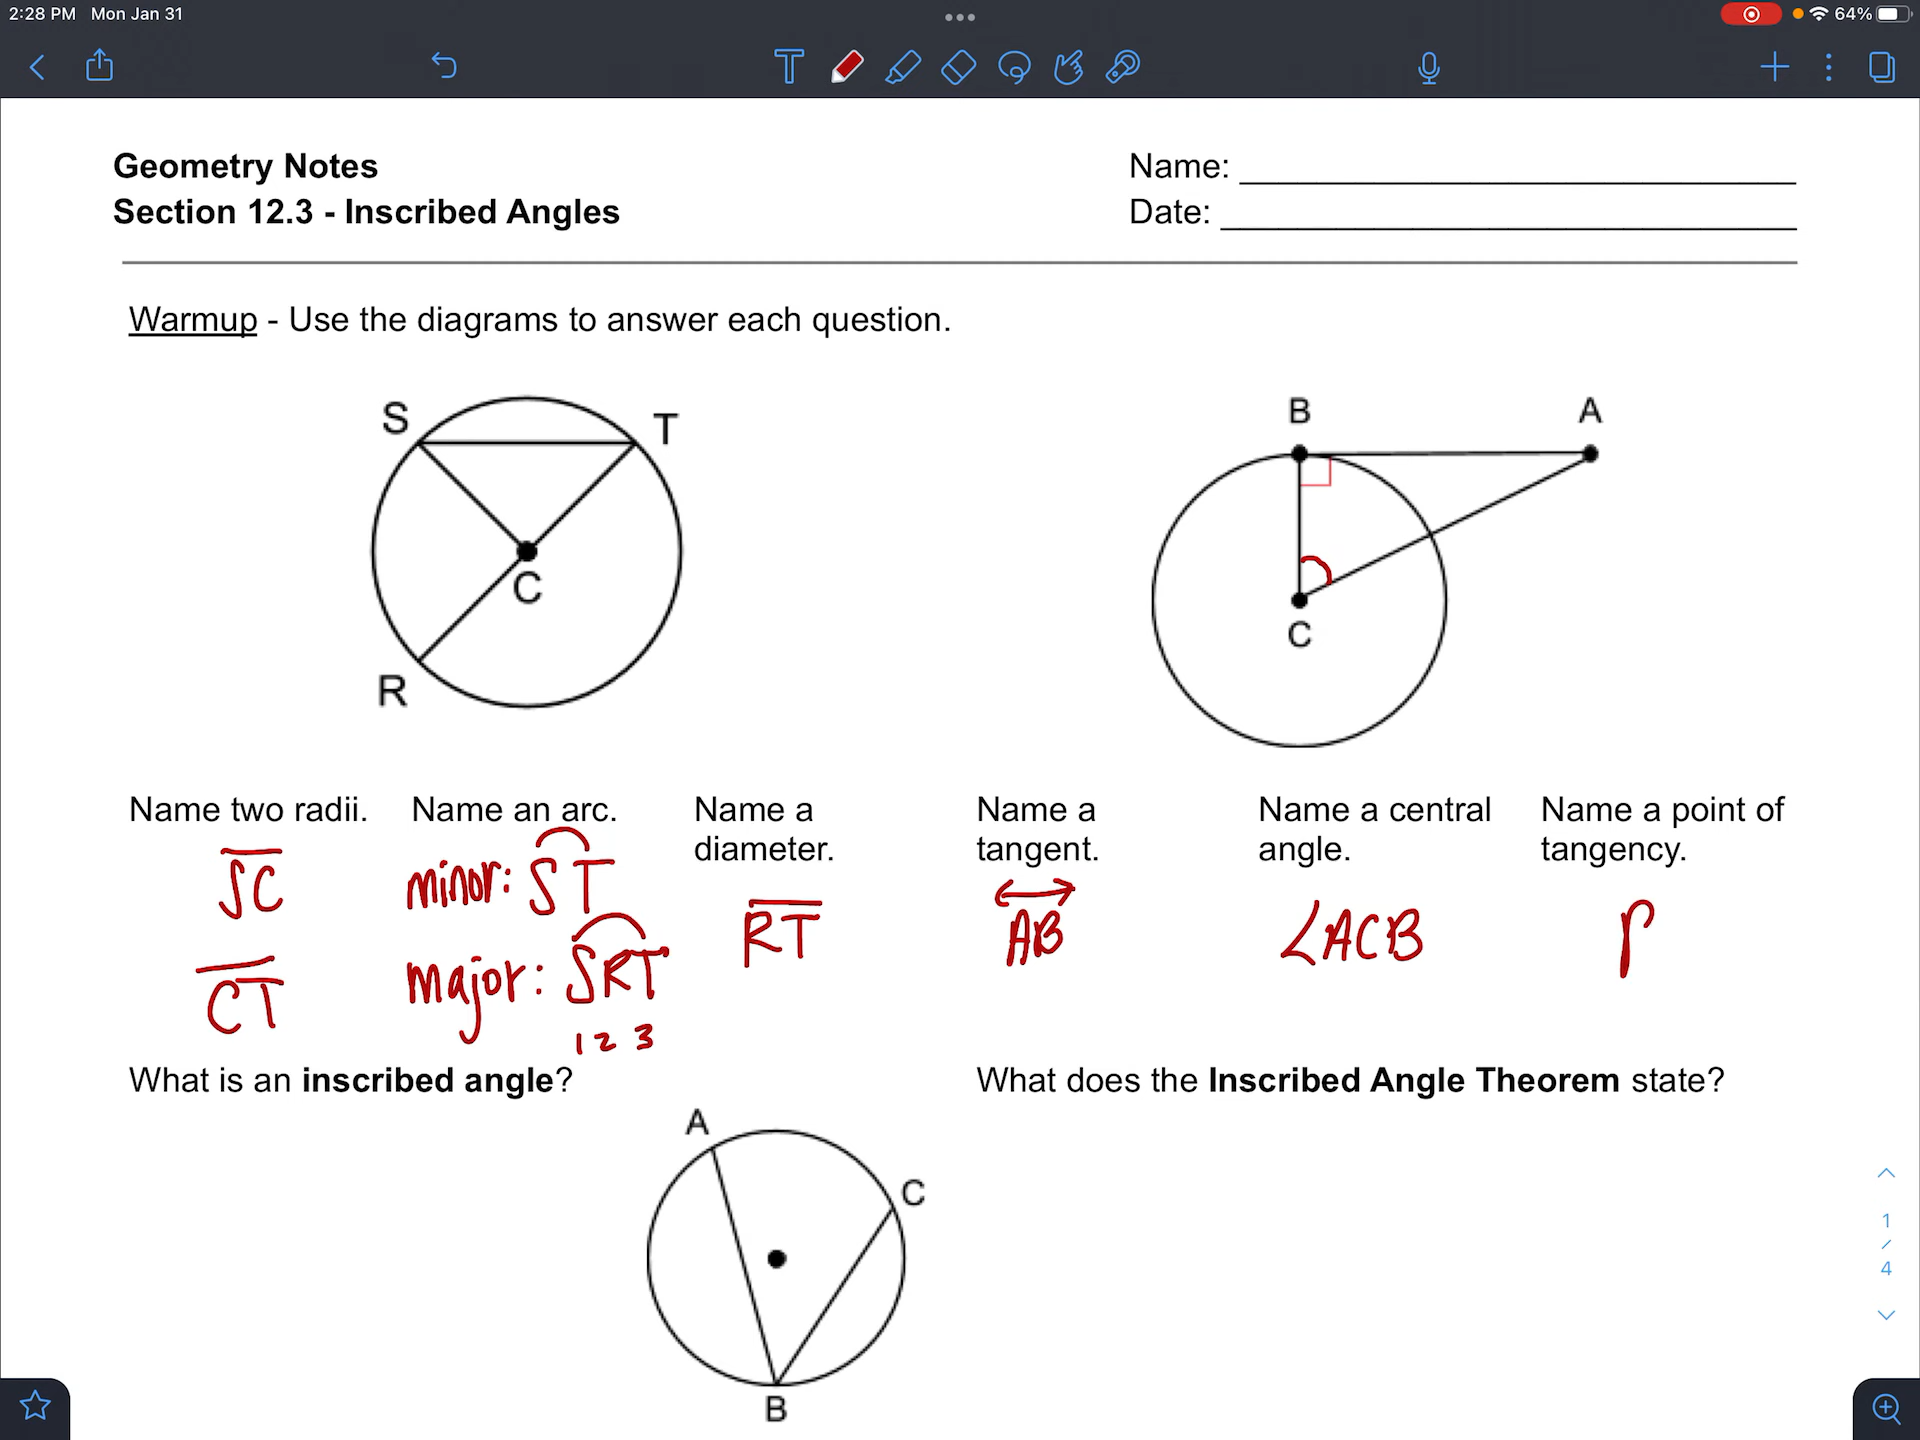 2:28 PM Mon Jan 31
64%
Geometry Notes
Name:
Section 12.3 - Inscribed Angles
Date:
Warmup - Use the diagrams to answer each question.
S
T
C
R
B
A
C
Name two radii.
SC
CT
Name an arc.
minor: ST
major: SRT
1 2 3
Name a
diameter.
RT
Name a
tangent.
AB
Name a central
angle.
∠ACB
Name a point of
tangency.
What is an inscribed angle?
What does the Inscribed Angle Theorem state?
A
C
B
1
/
4